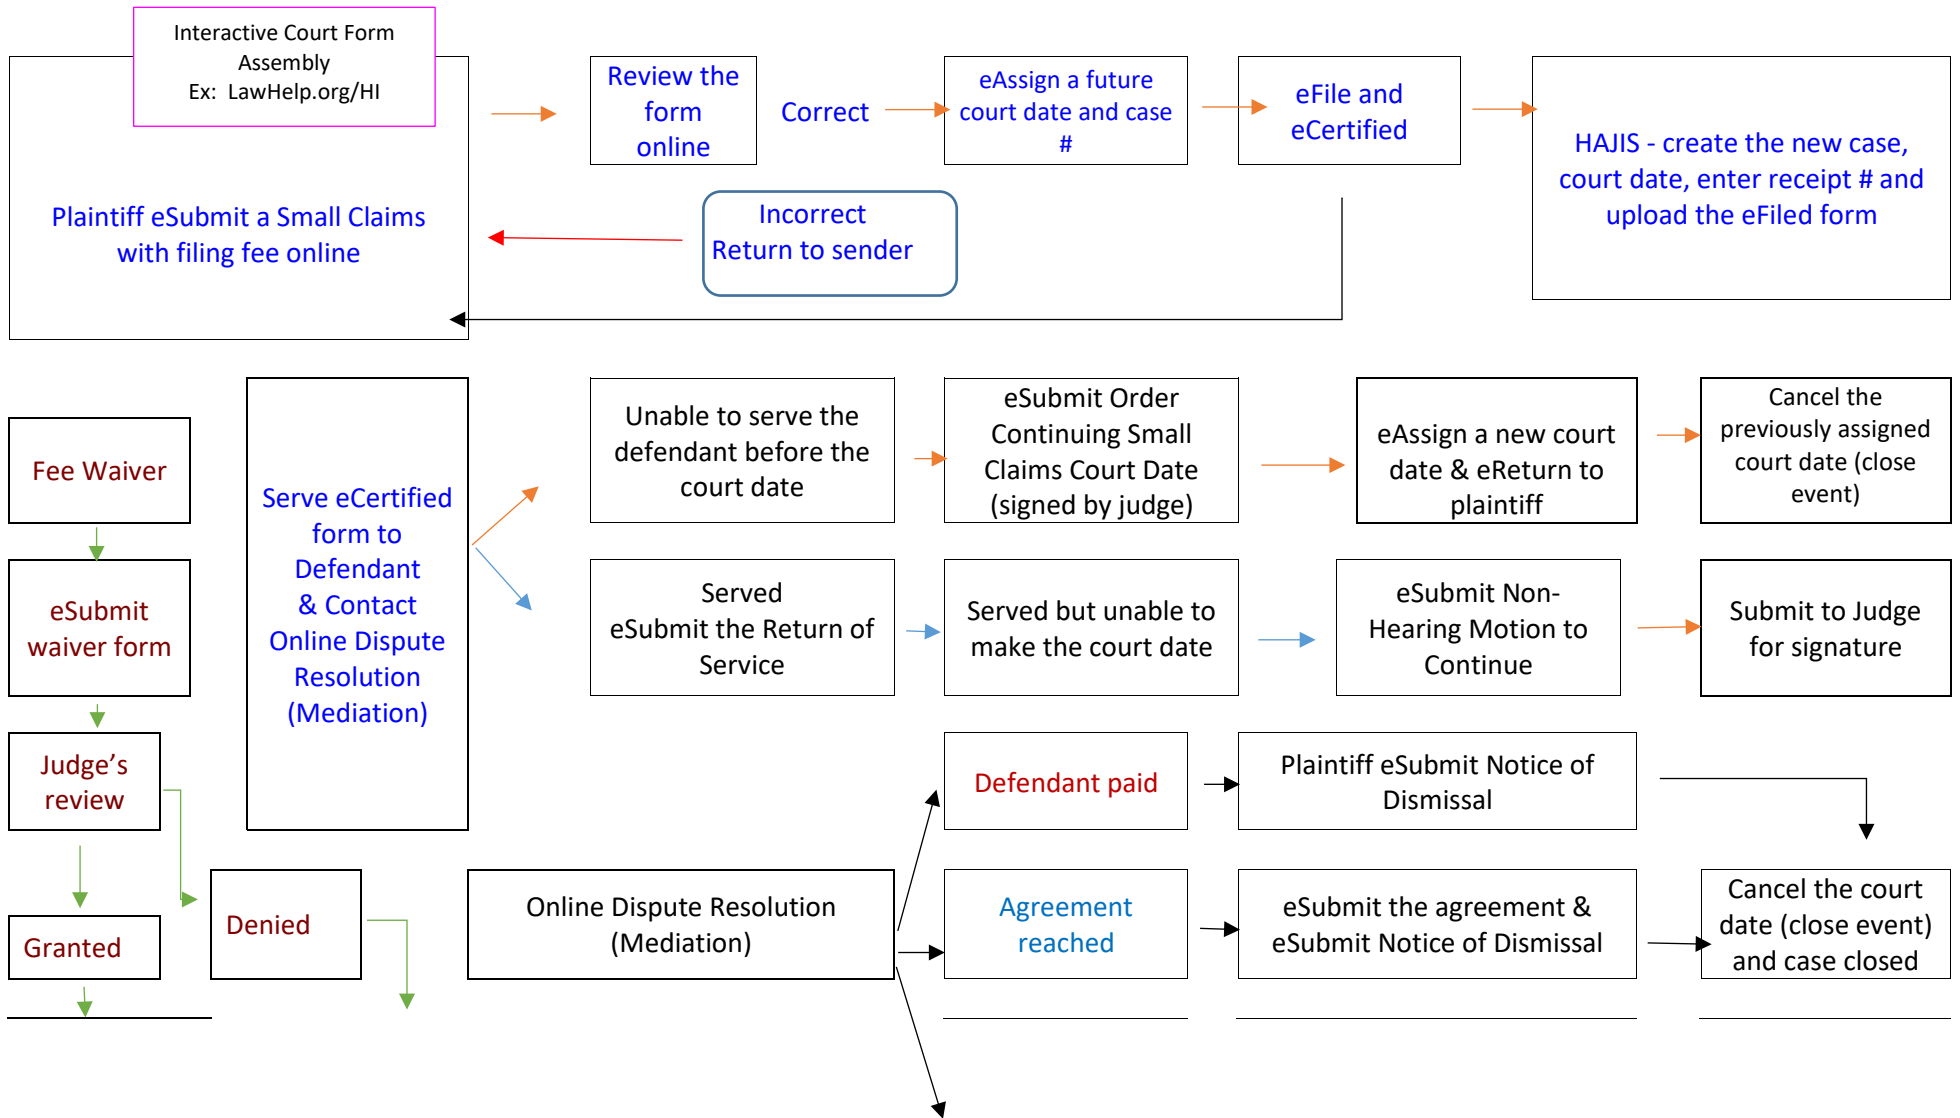 Interactive Court Form
Assembly
Ex: LawHelp.org/HI
Plaintiff eSubmit a Small Claims
with filing fee online
Review the
form
online
Correct
eAssign a future
court date and case
#
eFile and
eCertified
HAJIS - create the new case,
court date, enter receipt # and
upload the eFiled form
Incorrect
Return to sender
Fee Waiver
eSubmit
waiver form
Judge’s
review
Granted
Denied
Serve eCertified
form to
Defendant
& Contact
Online Dispute
Resolution
(Mediation)
Unable to serve the
defendant before the
court date
eSubmit Order
Continuing Small
Claims Court Date
(signed by judge)
eAssign a new court
date & eReturn to
plaintiff
Cancel the
previously assigned
court date (close
event)
Served
eSubmit the Return of
Service
Served but unable to
make the court date
eSubmit Non-
Hearing Motion to
Continue
Submit to Judge
for signature
Online Dispute Resolution
(Mediation)
Defendant paid
Plaintiff eSubmit Notice of
Dismissal
Agreement
reached
eSubmit the agreement &
eSubmit Notice of Dismissal
Cancel the court
date (close event)
and case closed